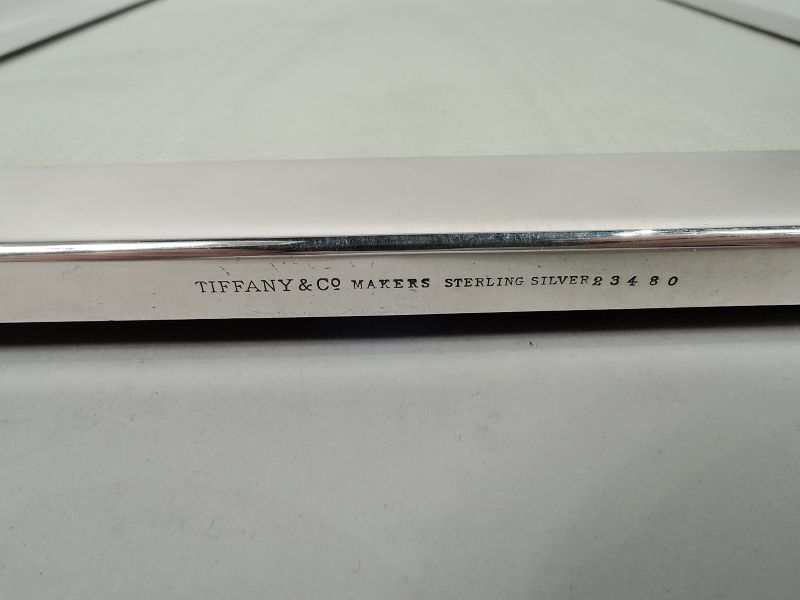 TIFFANY & Cº MAKERS STERLING SILVER 23480